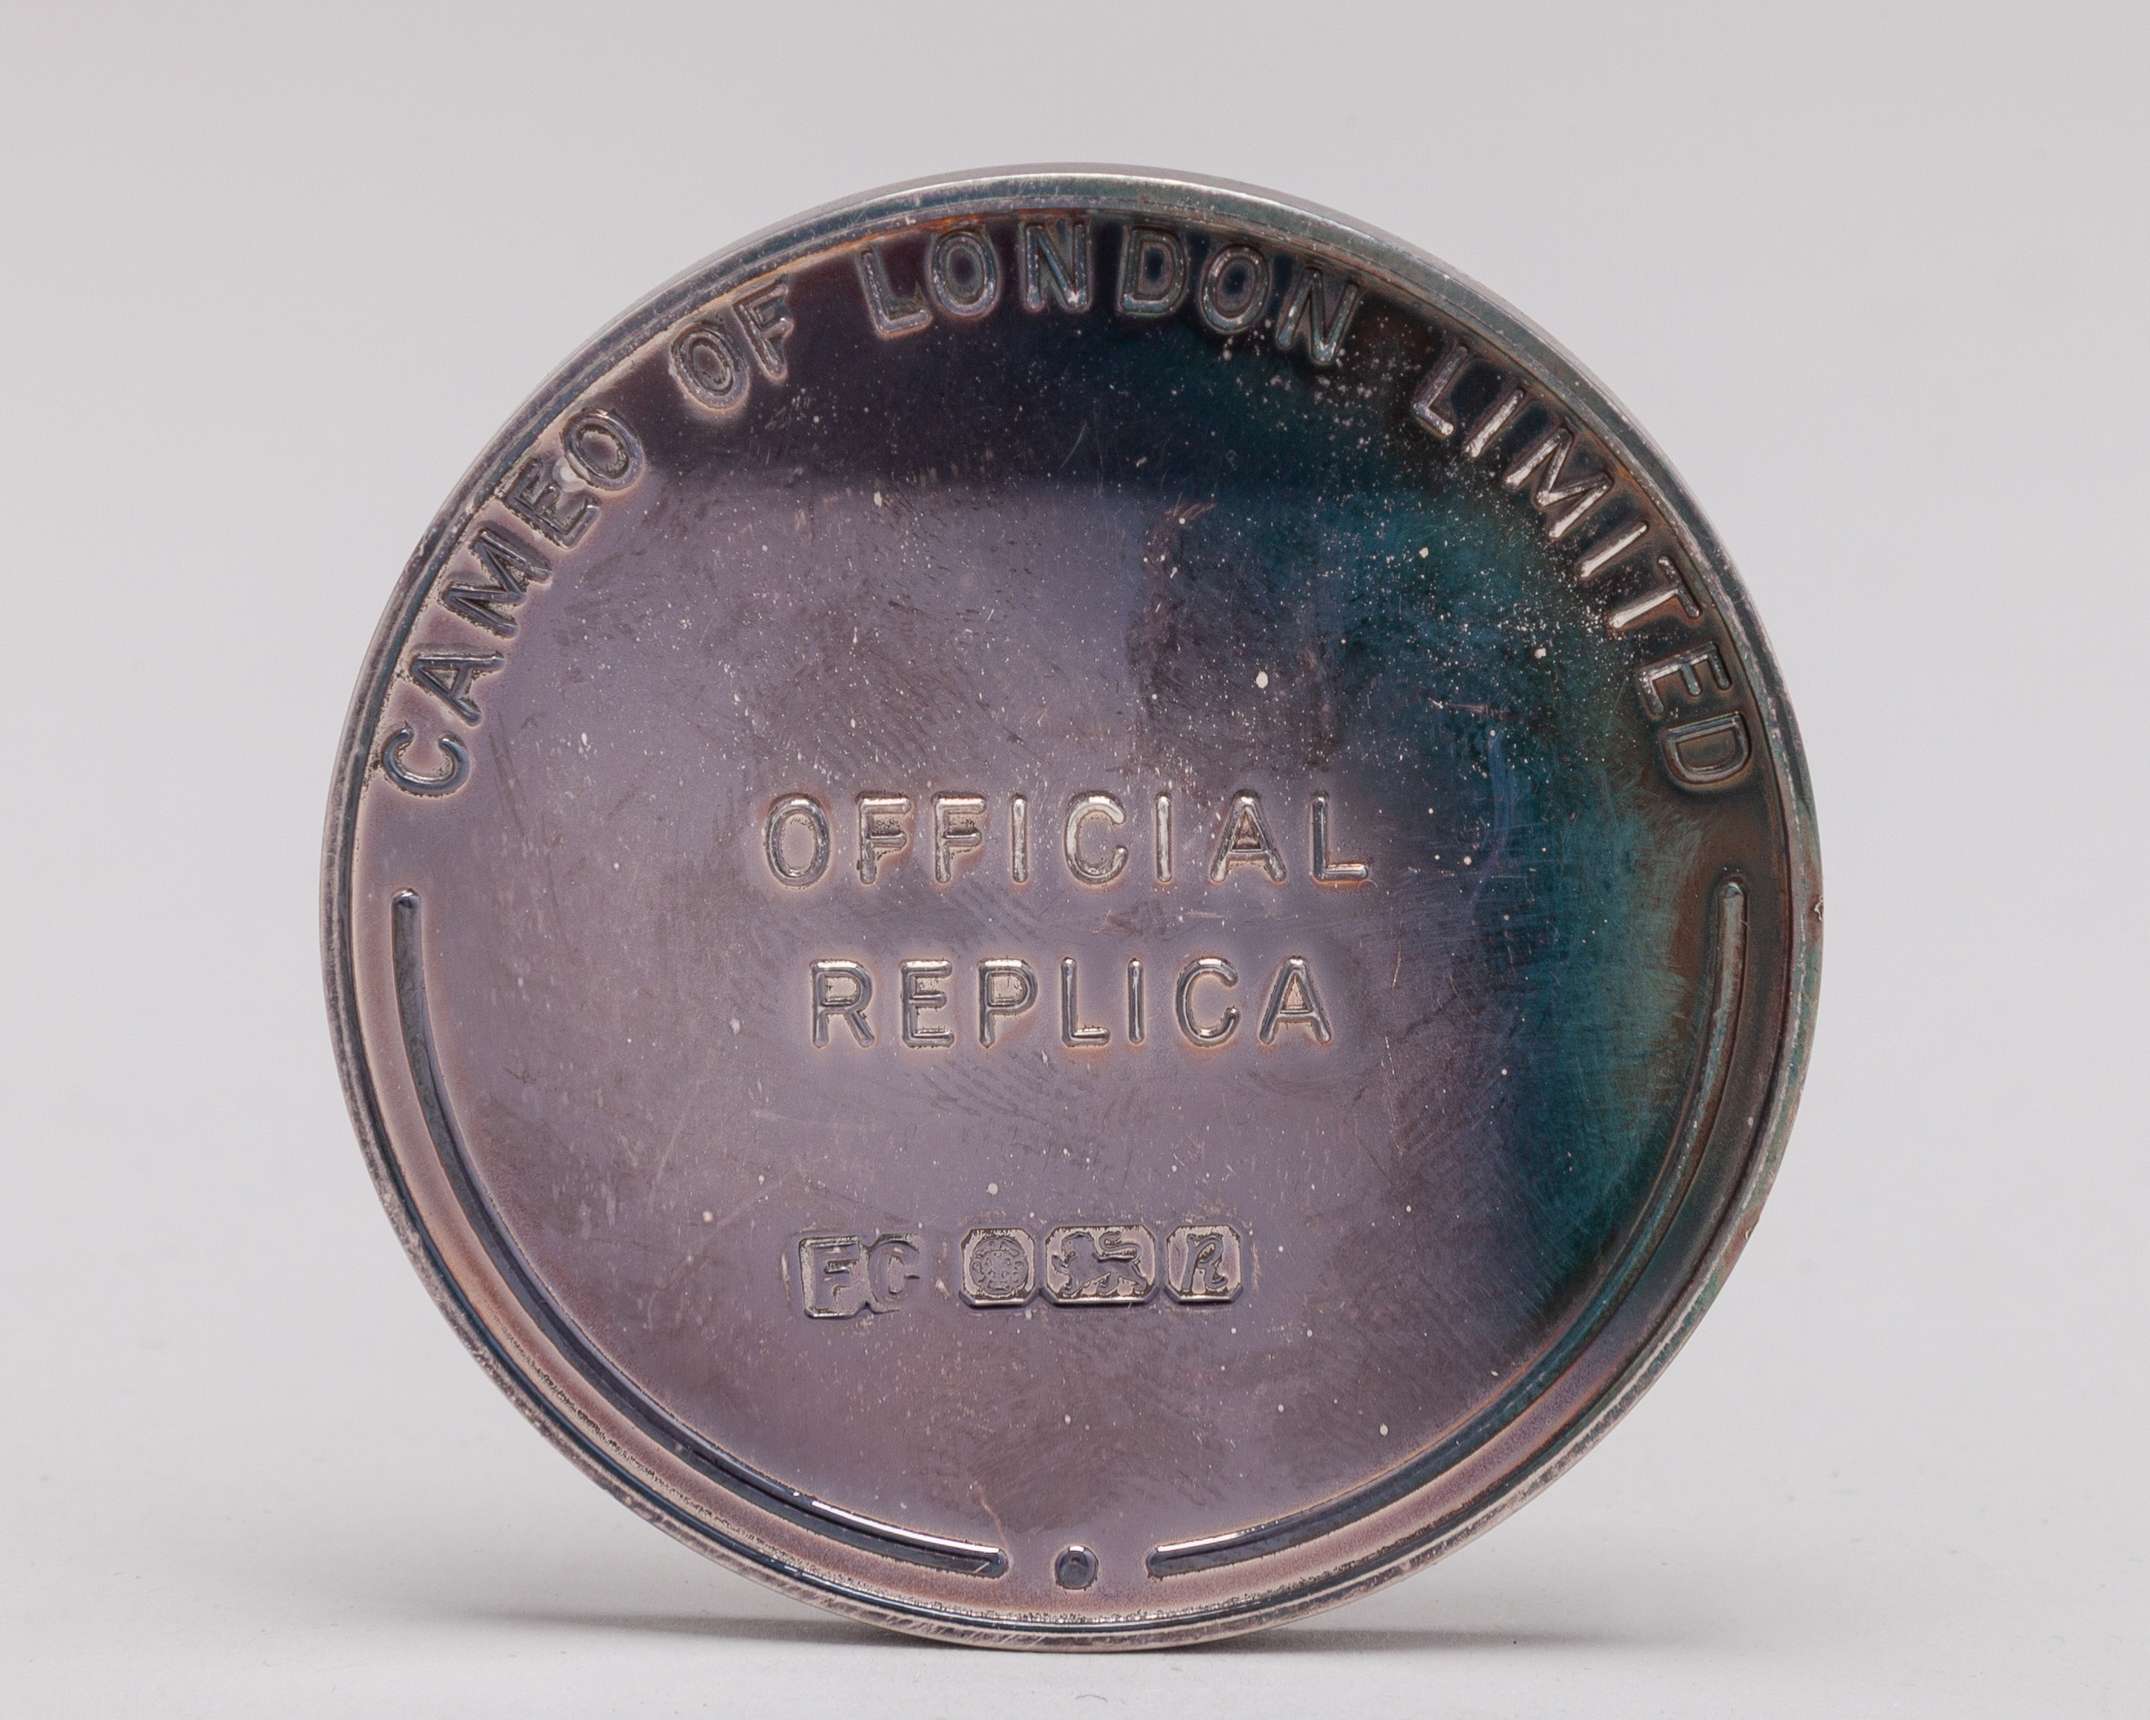 CAMEO OF LONDON LIMITED
OFFICIAL
REPLICA
FC R